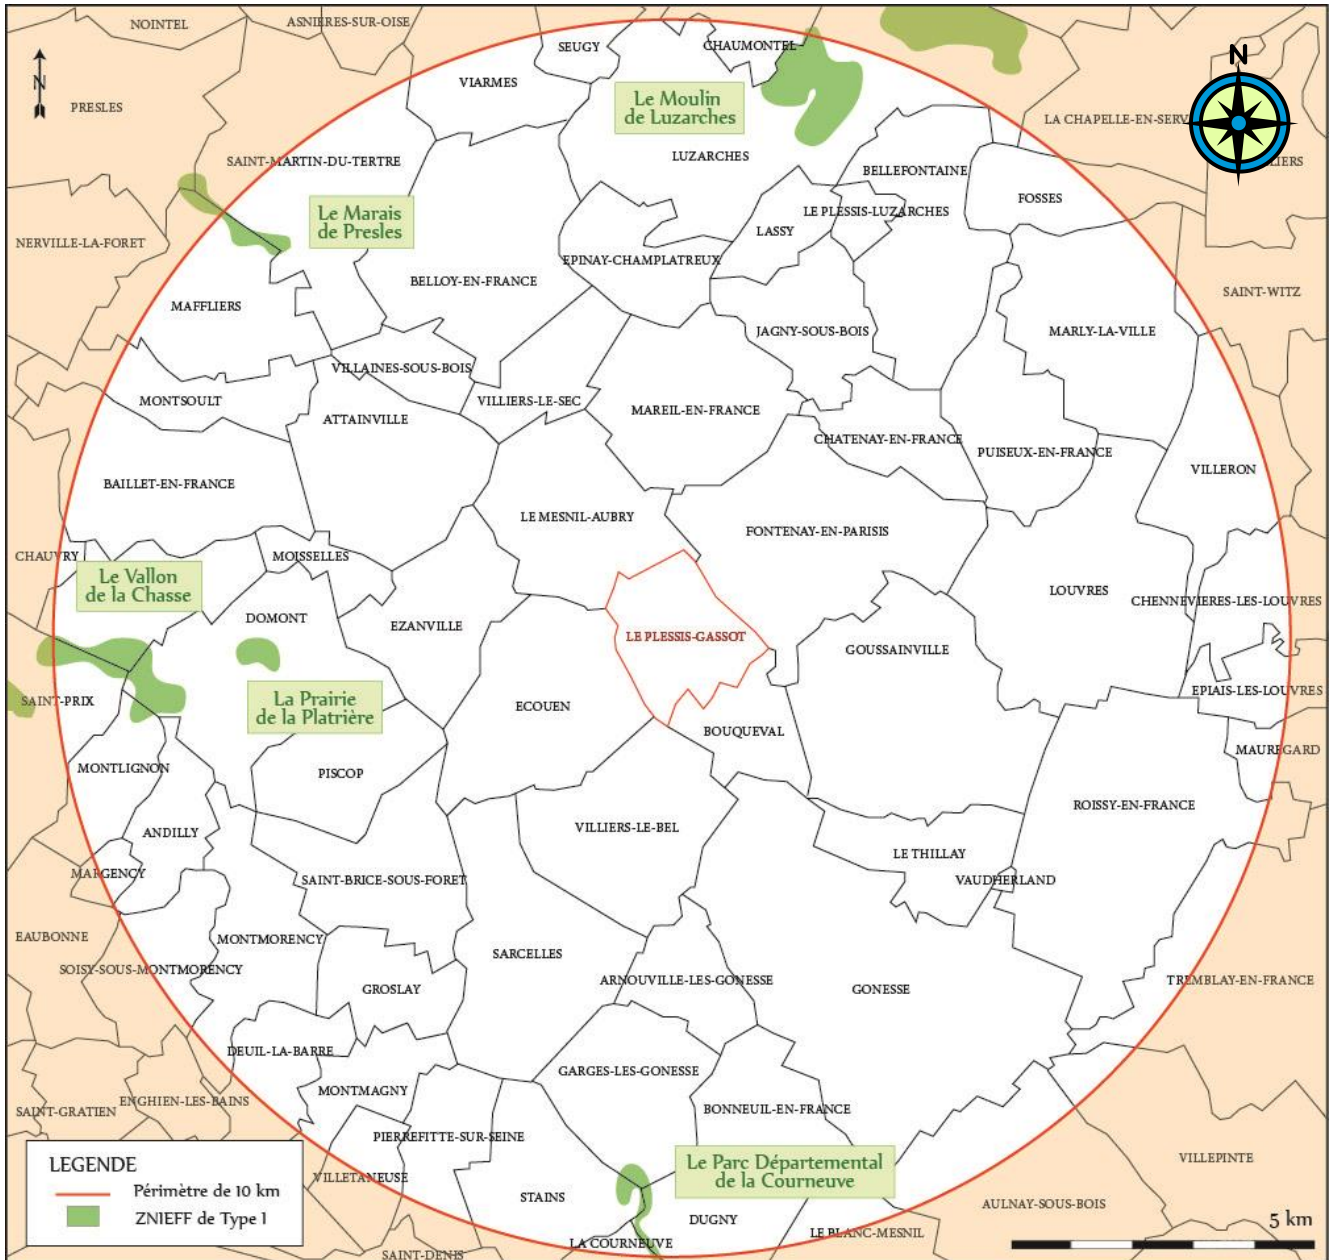 NOINTEL
ASNIERES-SUR-OISE
SEUGY
CHAUMONTEL
N
N
VIARMES
Le Moulin
de Luzarches
PRESLES
LA CHAPELLE-EN-SERV
SAINT-MARTIN-DU-TERTRE
LUZARCHES
LIERS
BELLEFONTAINE
FOSSES
Le Marais
de Presles
LE PLESSIS-LUZARCHES
LASSY
NERVILLE-LA-FORET
EPINAY-CHAMPLATREUX
BELLOY-EN-FRANCE
SAINT-WITZ
MAFFLIERS
JAGNY-SOUS-BOIS
MARLY-LA-VILLE
VILLAINES-SOUS-BOIS
MONTSOULT
VILLIERS-LE-SEC
MAREIL-EN-FRANCE
ATTAINVILLE
CHATENAY-EN-FRANCE
PUISEUX-EN-FRANCE
VILLERON
BAILLET-EN-FRANCE
LE MESNIL-AUBRY
FONTENAY-EN-PARISIS
CHAUVRY
MOISSELLES
Le Vallon
de la Chasse
LOUVRES
CHENNEVIERES-LES-LOUVRES
DOMONT
EZANVILLE
LE PLESSIS-GASSOT
GOUSSAINVILLE
SAINT-PRIX
La Prairie
de la Platrière
EPIAIS-LES-LOUVRES
ECOUEN
BOUQUEVAL
MAUREGARD
MONTLIGNON
PISCOP
ROISSY-EN-FRANCE
ANDILLY
VILLIERS-LE-BEL
LE THILLAY
MARGENCY
SAINT-BRICE-SOUS-FORET
VAUDHERLAND
EAUBONNE
MONTMORENCY
SARCELLES
SOISY-SOUS-MONTMORENCY
ARNOUVILLE-LES-GONESSE
TREMBLAY-EN-FRANCE
GROSLAY
GONESSE
DEUIL-LA-BARRE
GARGES-LES-GONESSE
MONTMAGNY
ENGHIEN-LES-BAINS
SAINT-GRATIEN
BONNEUIL-EN-FRANCE
PIERREFITTE-SUR-SEINE
VILLEPINTE
LEGENDE
Le Parc Départemental
de la Courneuve
VILLETANEUSE
Périmètre de 10 km
STAINS
AULNAY-SOUS-BOIS
ZNIEFF de Type 1
DUGNY
5 km
LE BLANC-MESNIL
LA COURNEUVE
SAINT-DENIS